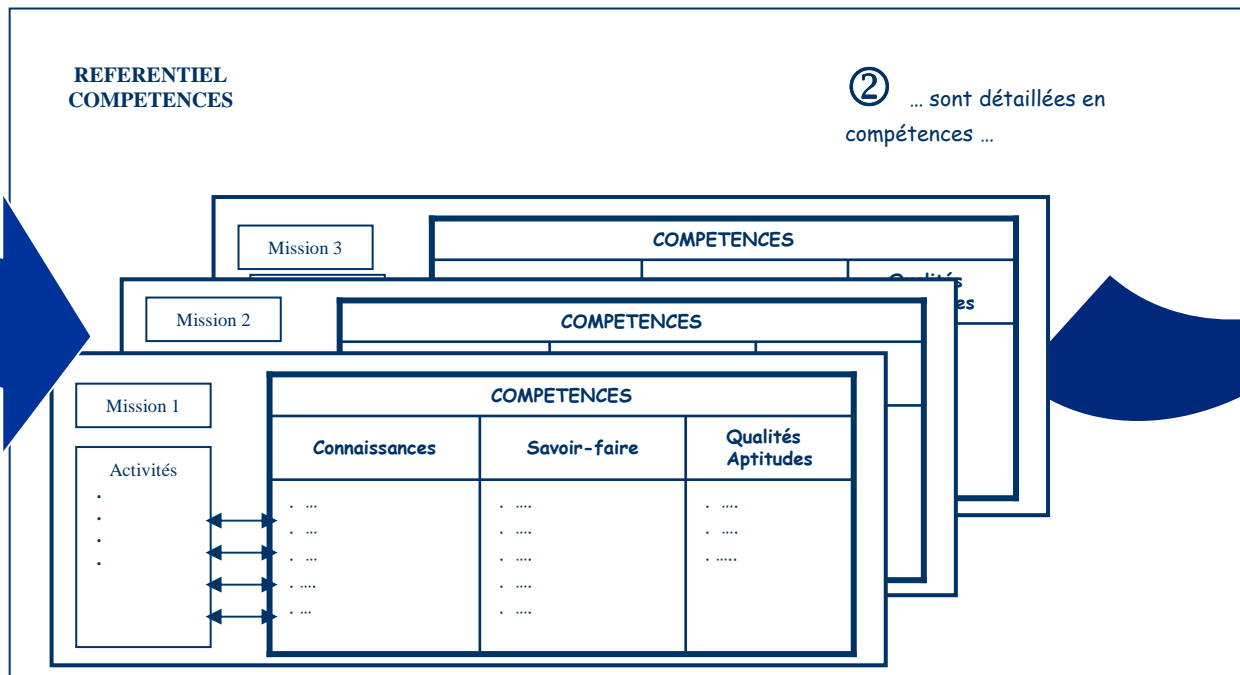 REFERENTIEL
COMPETENCES
② … sont détaillées en
compétences …
Mission 3
COMPETENCES
Mission 2
COMPETENCES
Mission 1
COMPETENCES
Connaissances
Savoir-faire
Qualités
Aptitudes
Activités
.
.
.
.
. …
. …
. …
. ….
. …
. ….
. ….
. ….
. ….
. ….
. ….
. ….
. …..